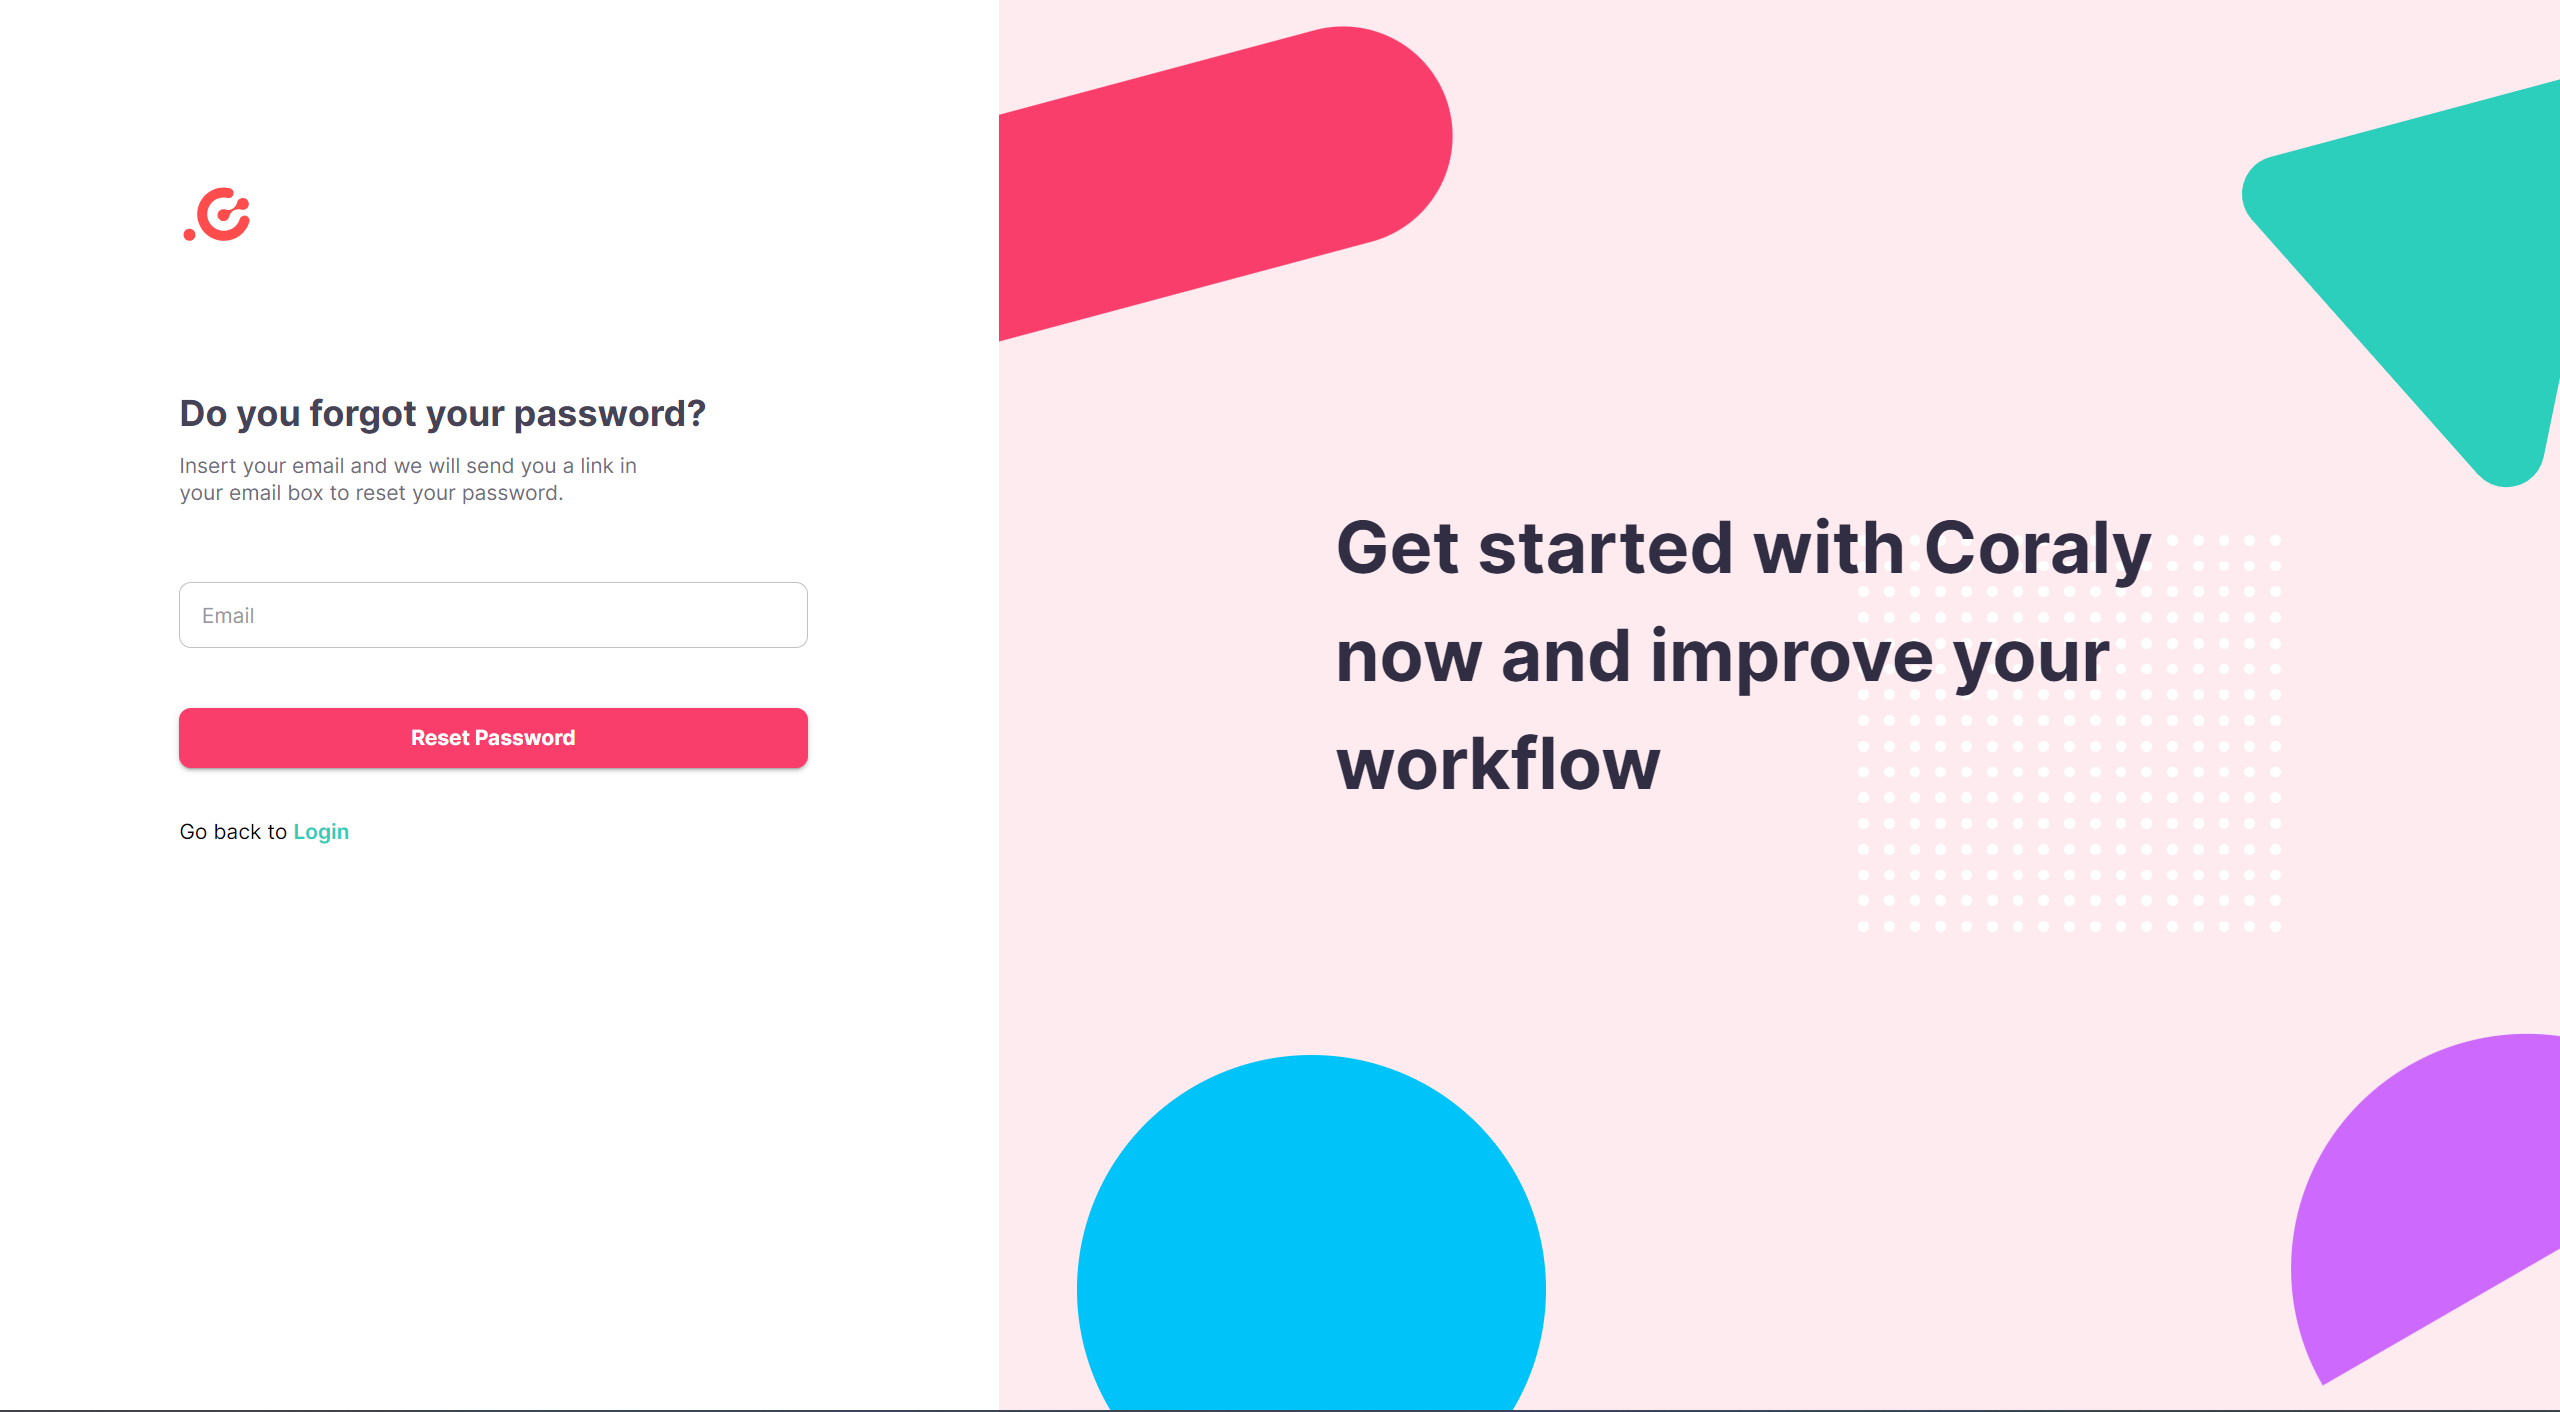 Do you forgot your password?
Insert your email and we will send you a link in
your email box to reset your password.
Email
Reset Password
Go back to Login
Get started with Coraly
now and improve your
workflow